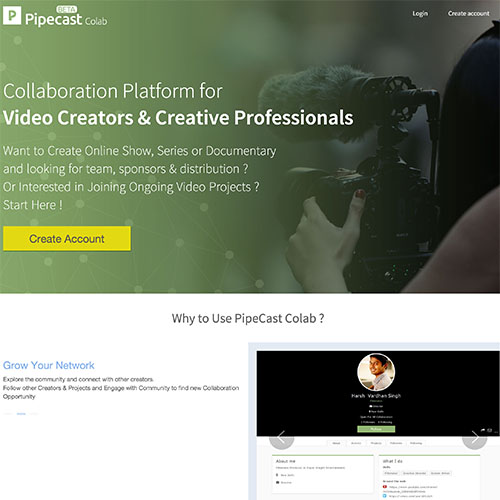 BETA
Pipecast Colab
Login Create account
Collaboration Platform for
Video Creators & Creative Professionals
Want to Create Online Show, Series or Documentary
and looking for team, sponsors & distribution ?
Or Interested in Joining Ongoing Video Projects ?
Start Here !
Create Account
Why to Use PipeCast Colab ?
Grow Your Network
Explore the community and connect with other creators.
Follow other Creators & Projects and Engage with Community to find new Collaboration
Opportunity
Harsh Vardhan Singh
About me
What I do